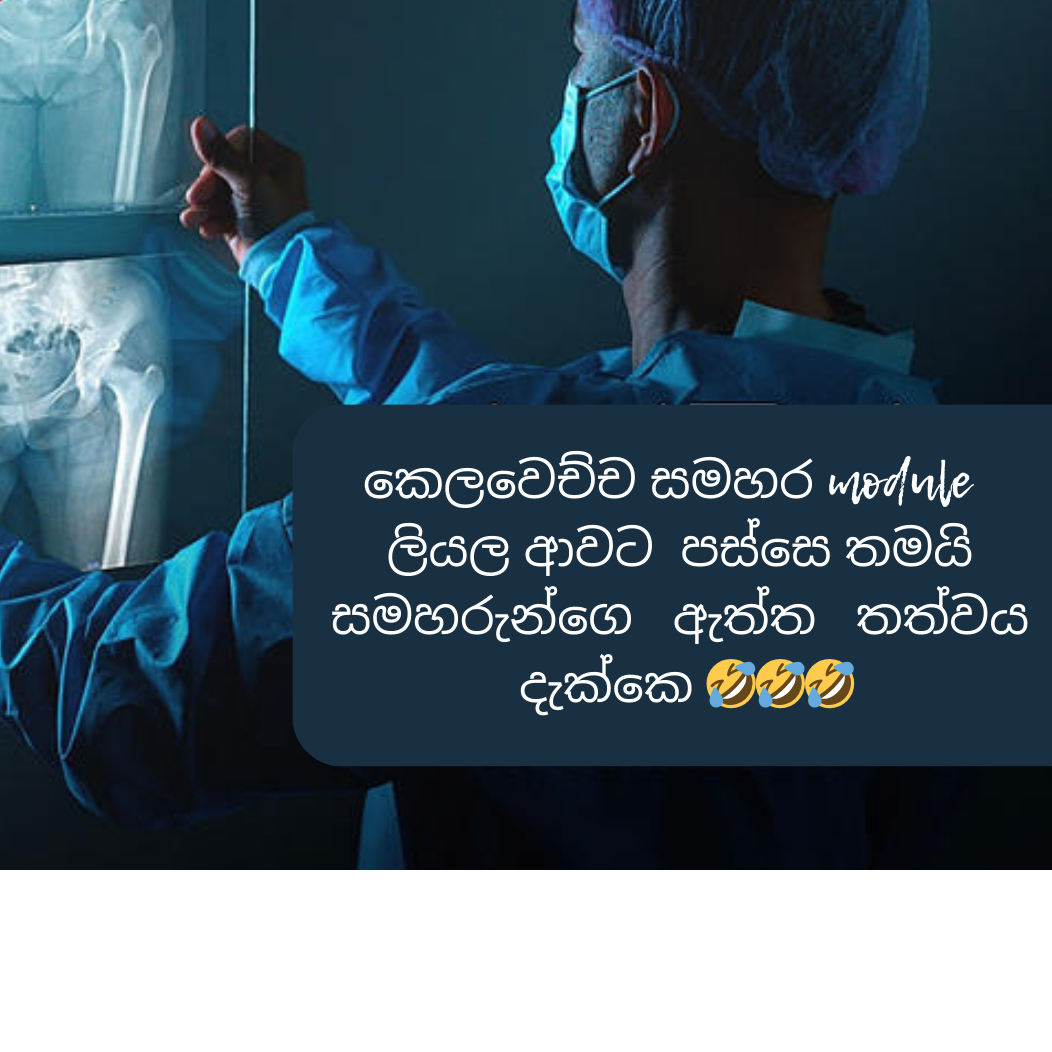 කෙලවෙච්ච සමහර module
ලියල ආවට පස්සෙ තමයි
සමහරුන්ගෙ ඇත්ත තත්වය
දැක්කෙ 🤣🤣🤣